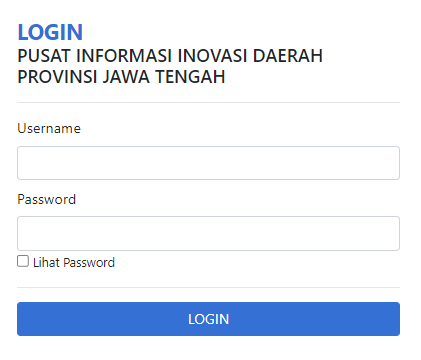 LOGIN
PUSAT INFORMASI INOVASI DAERAH
PROVINSI JAWA TENGAH
Username
Password
Lihat Password
LOGIN